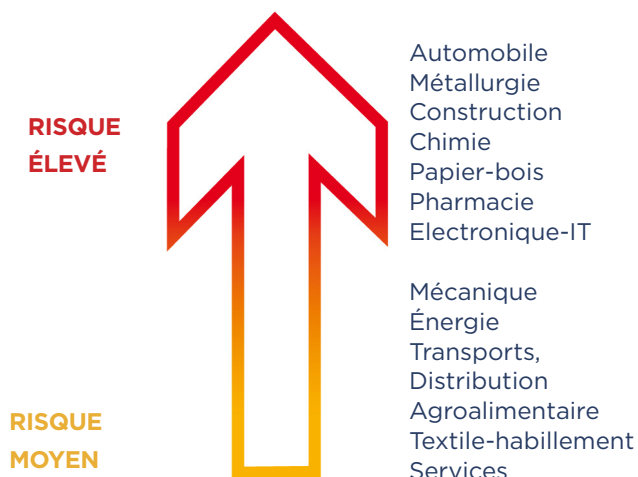 RISQUE
ÉLEVÉ
Automobile
Métallurgie
Construction
Chimie
Papier-bois
Pharmacie
Electronique-IT
Mécanique
Énergie
Transports,
Distribution
Agroalimentaire
Textile-habillement
Services
RISQUE
MOYEN